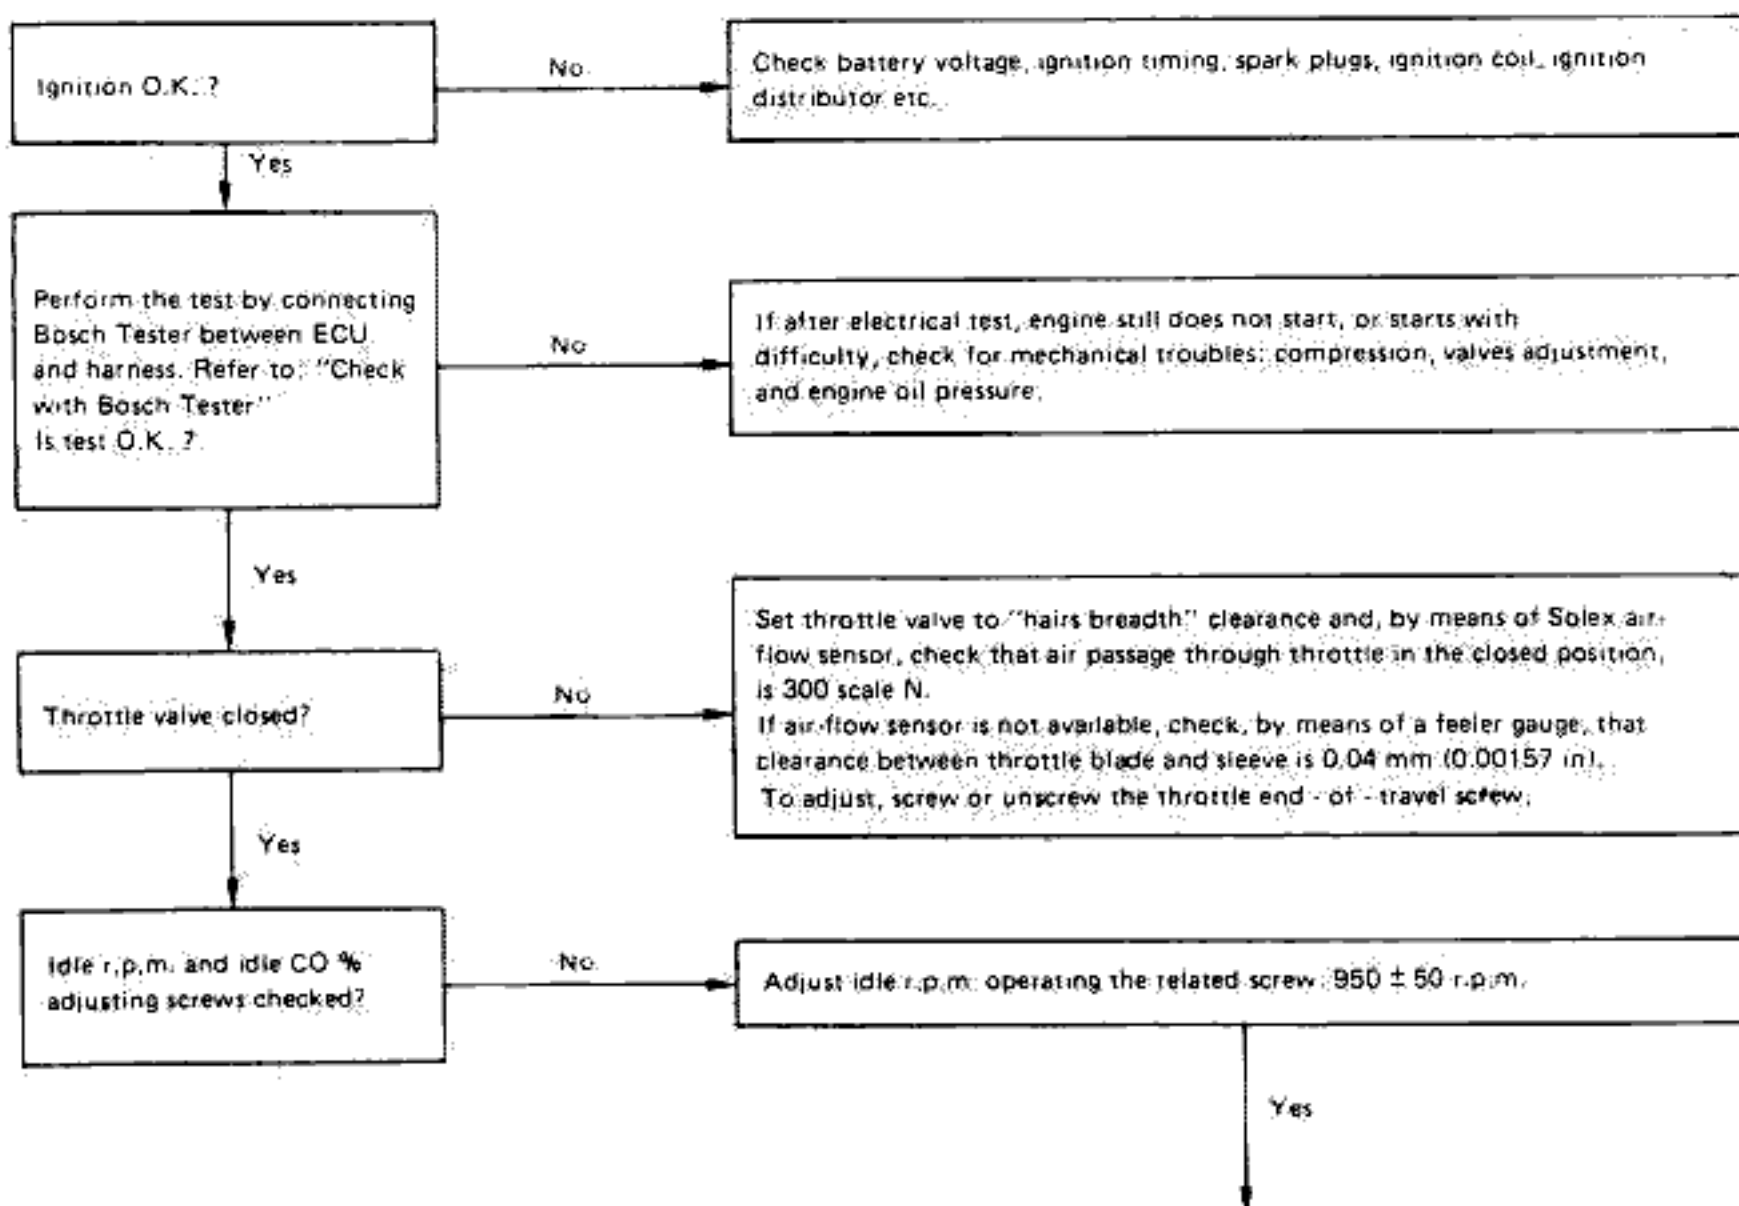 Ignition O.K. ?
No
Check battery voltage, ignition timing, spark plugs, ignition coil, ignition
distributor etc.
Yes
Perform the test by connecting
Bosch Tester between ECU
and harness. Refer to: "Check
with Bosch Tester"
Is test O.K. ?
No
If after electrical test, engine still does not start, or starts with
difficulty, check for mechanical troubles: compression, valves adjustment,
and engine oil pressure.
Yes
Throttle valve closed?
No
Set throttle valve to "hairs breadth" clearance and, by means of Solex air-
flow sensor, check that air passage through throttle in the closed position,
is 300 scale N.
If air-flow sensor is not available, check, by means of a feeler gauge, that
clearance between throttle blade and sleeve is 0.04 mm (0.00157 in).
To adjust, screw or unscrew the throttle end - of - travel screw.
Yes
Idle r.p.m. and idle CO %
adjusting screws checked?
No
Adjust idle r.p.m. operating the related screw: 950 ± 50 r.p.m.
Yes